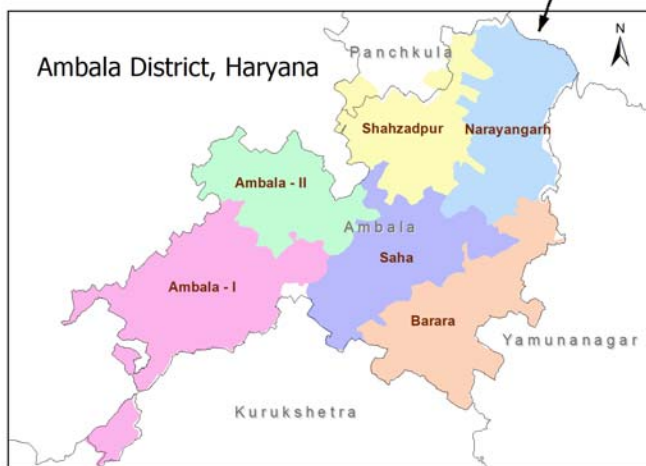 N
Panchkula
Ambala District, Haryana
Shahzadpur
Narayangarh
Ambala - II
Ambala
Saha
Ambala - I
Barara
Yamunanagar
Kurukshetra